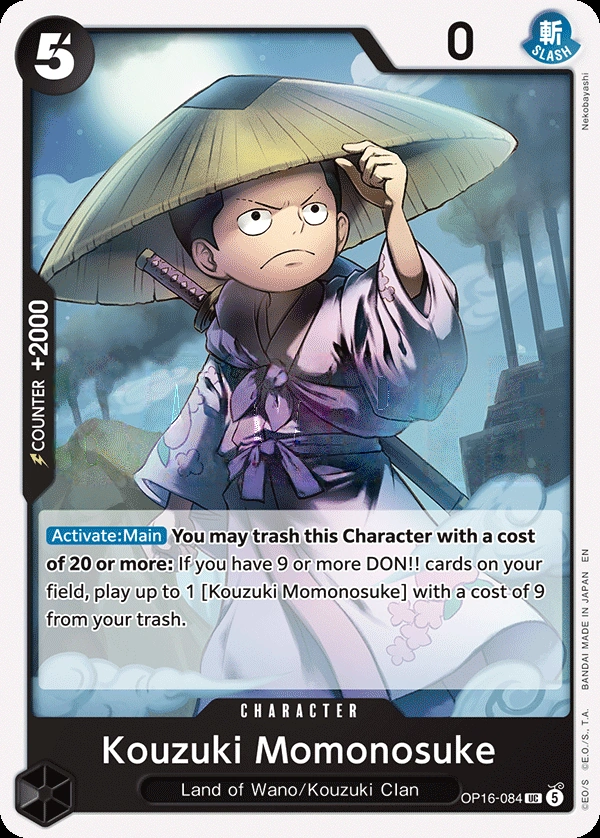 5
0
斬
SLASH
Nekobayashi
COUNTER +2000
Activate:Main You may trash this Character with a cost
of 20 or more: If you have 9 or more DON!! cards on your
field, play up to 1 [Kouzuki Momonosuke] with a cost of 9
from your trash.
CHARACTER
Kouzuki Momonosuke
Land of Wano/Kouzuki Clan
OP16-084 UC 5
©E.O/S ©E.O./S., T.A. BANDAI MADE IN JAPAN EN